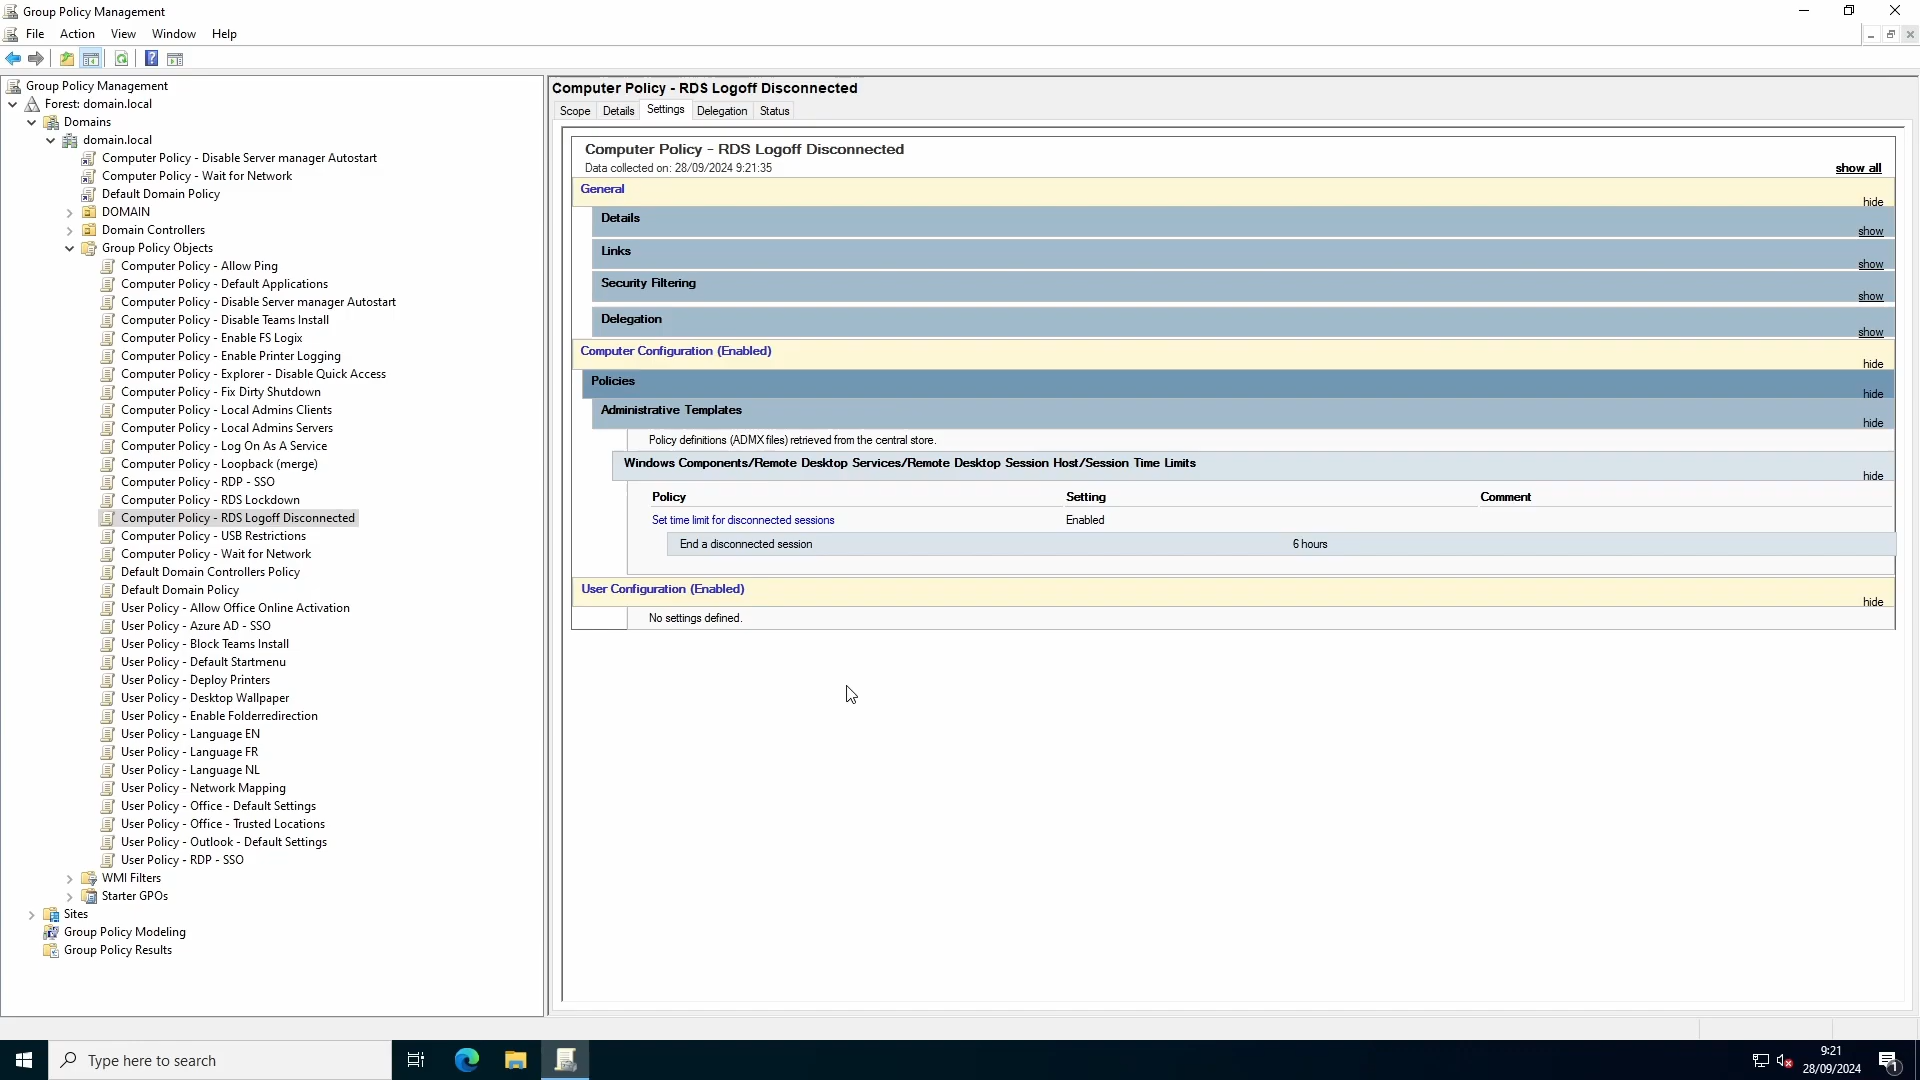 Group Policy Management
File Action View Window Help
Group Policy Management
Forest: domain.local
Domains
domain.local
Computer Policy - Disable Server manager Autostart
Computer Policy - Wait for Network
Default Domain Policy
DOMAIN
Domain Controllers
Group Policy Objects
Computer Policy - Allow Ping
Computer Policy - Default Applications
Computer Policy - Disable Server manager Autostart
Computer Policy - Disable Teams Install
Computer Policy - Enable FS Logix
Computer Policy - Enable Printer Logging
Computer Policy - Explorer - Disable Quick Access
Computer Policy - Fix Dirty Shutdown
Computer Policy - Local Admins Clients
Computer Policy - Local Admins Servers
Computer Policy - Log On As A Service
Computer Policy - Loopback (merge)
Computer Policy - RDP - SSO
Computer Policy - RDS Lockdown
Computer Policy - RDS Logoff Disconnected
Computer Policy - USB Restrictions
Computer Policy - Wait for Network
Default Domain Controllers Policy
Default Domain Policy
User Policy - Allow Office Online Activation
User Policy - Azure AD - SSO
User Policy - Block Teams Install
User Policy - Default Startmenu
User Policy - Deploy Printers
User Policy - Desktop Wallpaper
User Policy - Enable Folderredirection
User Policy - Language EN
User Policy - Language FR
User Policy - Language NL
User Policy - Network Mapping
User Policy - Office - Default Settings
User Policy - Office - Trusted Locations
User Policy - Outlook - Default Settings
User Policy - RDP - SSO
WMI Filters
Starter GPOs
Sites
Group Policy Modeling
Group Policy Results
Computer Policy - RDS Logoff Disconnected
Scope Details Settings Delegation Status
Computer Policy - RDS Logoff Disconnected
Data collected on: 28/09/2024 9:21:35
show all
General
hide
Details
show
Links
show
Security Filtering
show
Delegation
show
Computer Configuration (Enabled)
hide
Policies
hide
Administrative Templates
hide
Policy definitions (ADMX files) retrieved from the central store.
Windows Components/Remote Desktop Services/Remote Desktop Session Host/Session Time Limits
hide
Policy Setting Comment
Set time limit for disconnected sessions Enabled
End a disconnected session 6 hours
User Configuration (Enabled)
hide
No settings defined.
Type here to search
9:21
28/09/2024
1